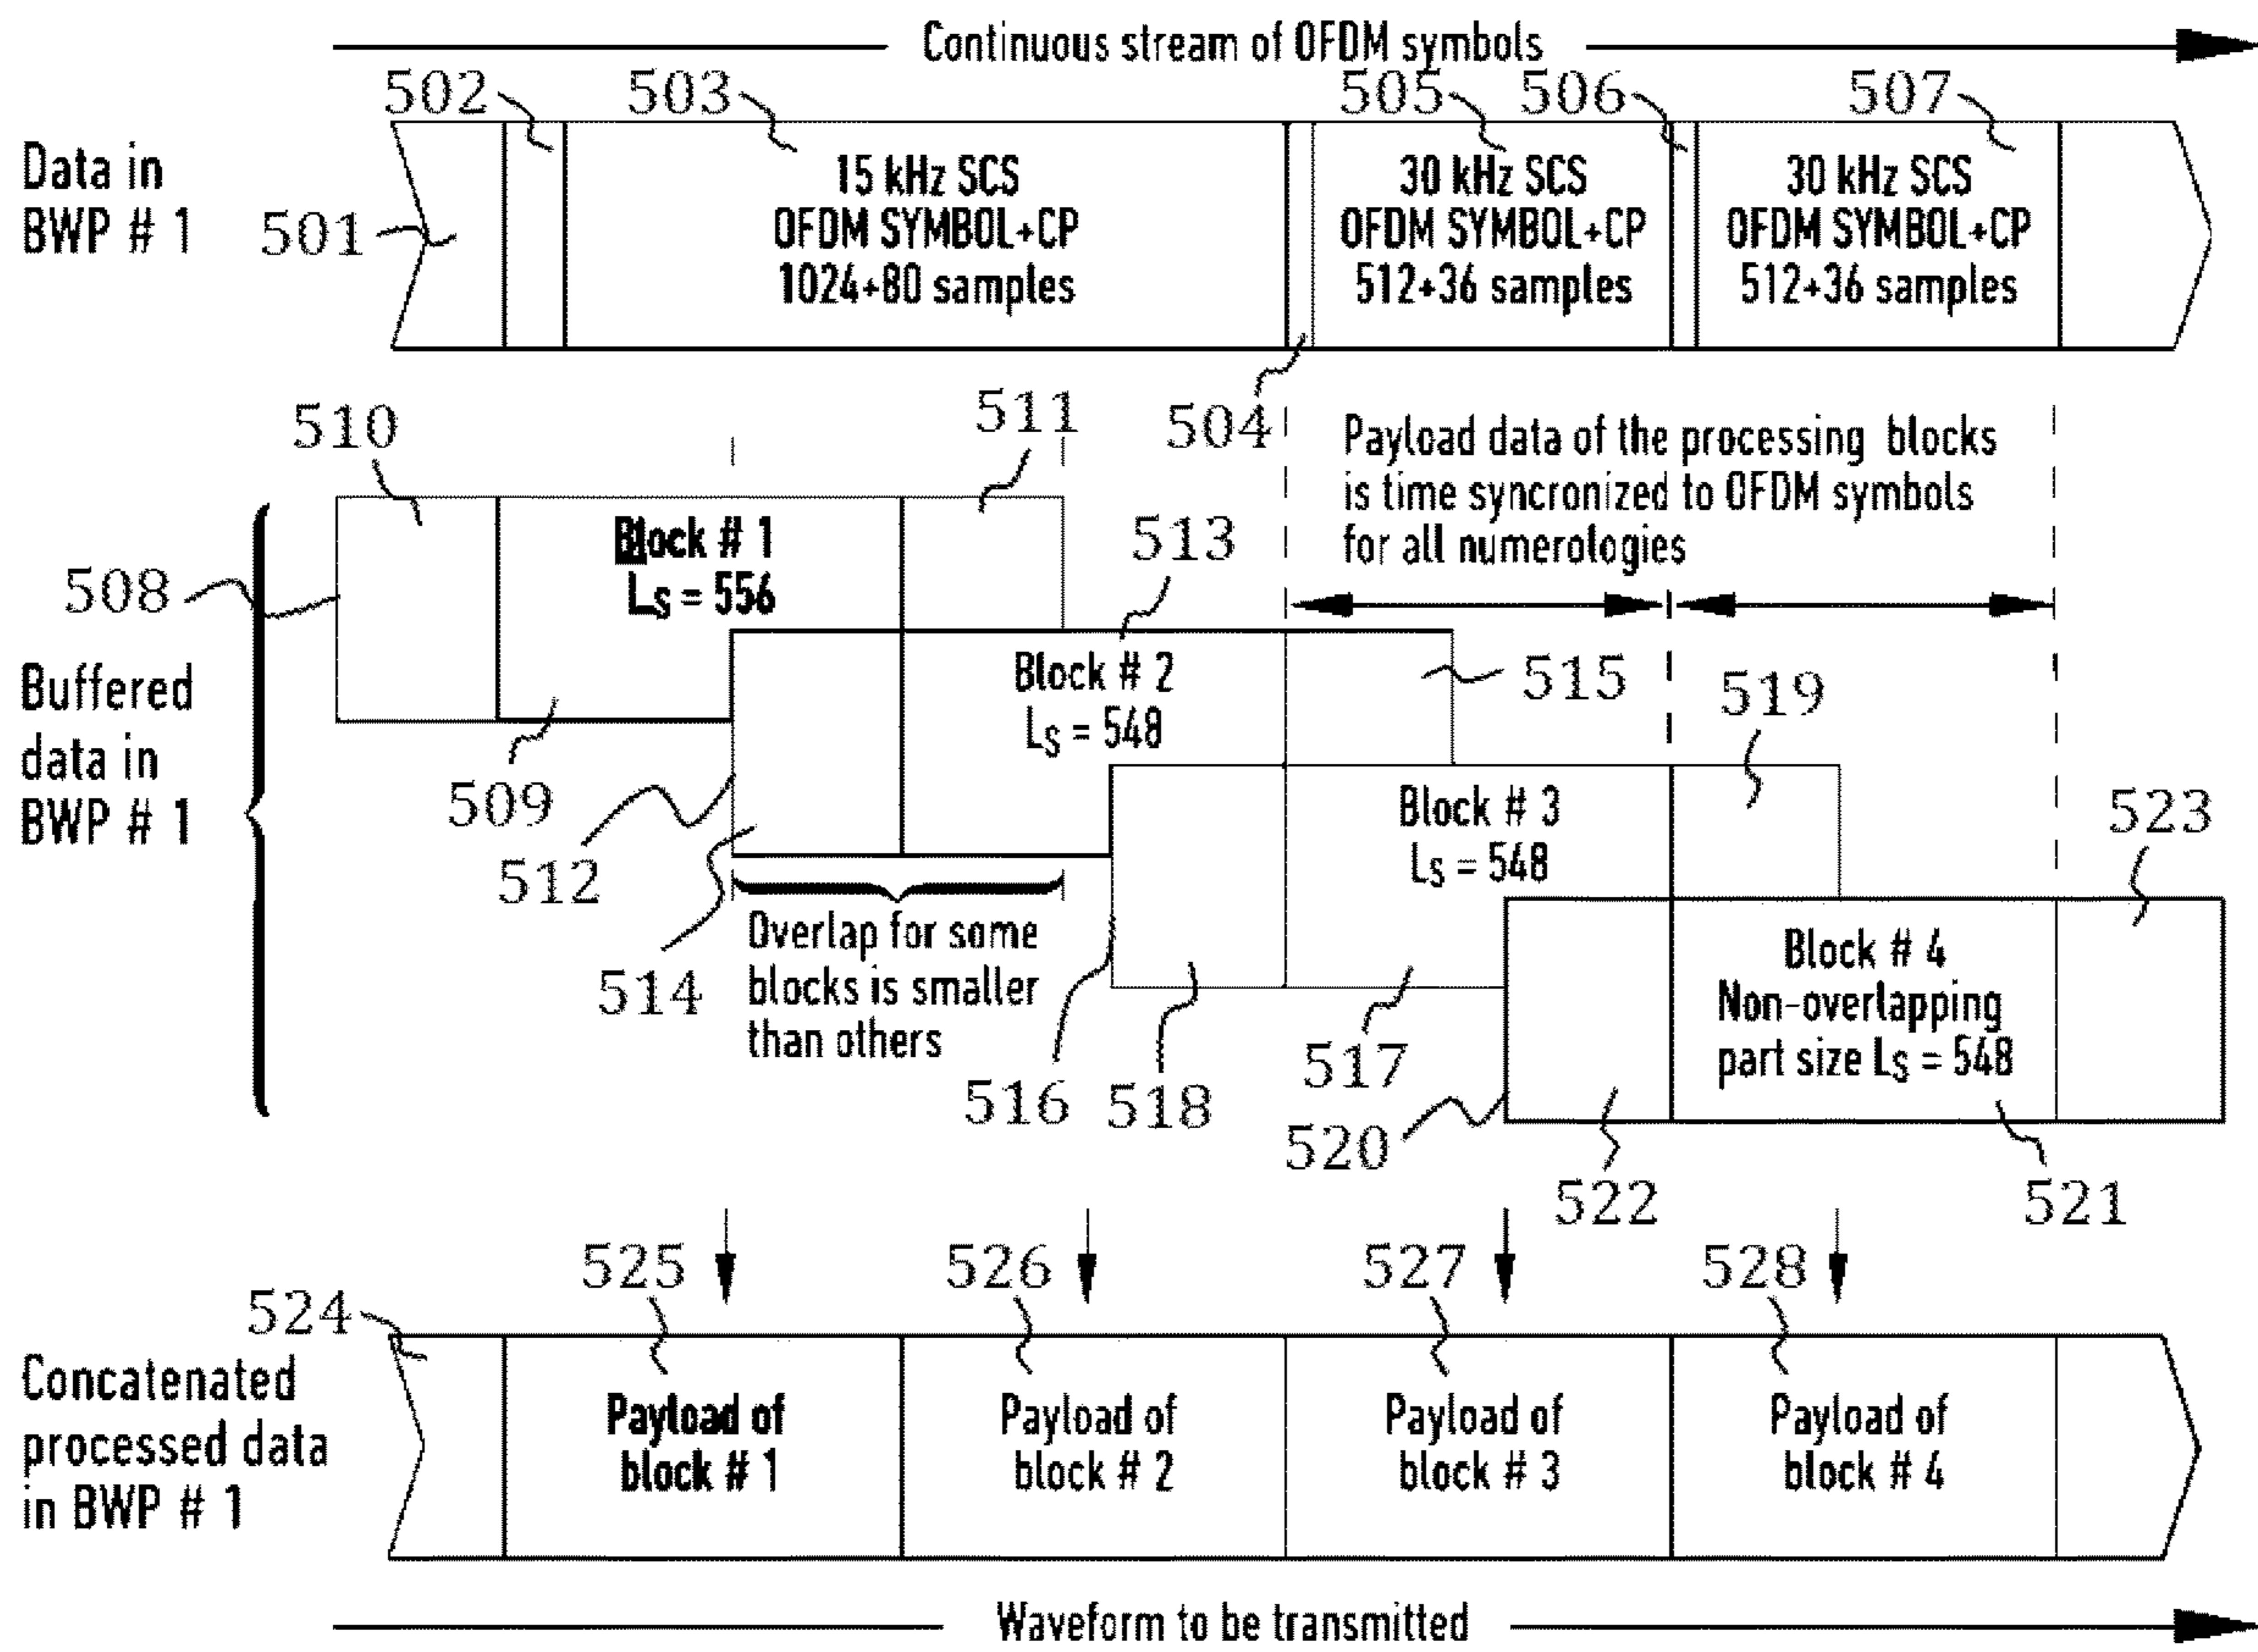 Continuous stream of OFDM symbols
502
503
505
506
507
Data in
BWP # 1
501
15 kHz SCS
OFDM SYMBOL+CP
1024+80 samples
30 kHz SCS
OFDM SYMBOL+CP
512+36 samples
30 kHz SCS
OFDM SYMBOL+CP
512+36 samples
504
510
511
Payload data of the processing blocks
is time syncronized to OFDM symbols
for all numerologies
508
Block # 1
LS = 556
513
Buffered
data in
BWP # 1
509
512
514
Block # 2
LS = 548
515
519
Overlap for some
blocks is smaller
than others
Block # 3
LS = 548
523
516
518
517
520
Block # 4
Non-overlapping
part size LS = 548
522
521
525
526
527
528
524
Concatenated
processed data
in BWP # 1
Payload of
block # 1
Payload of
block # 2
Payload of
block # 3
Payload of
block # 4
Waveform to be transmitted